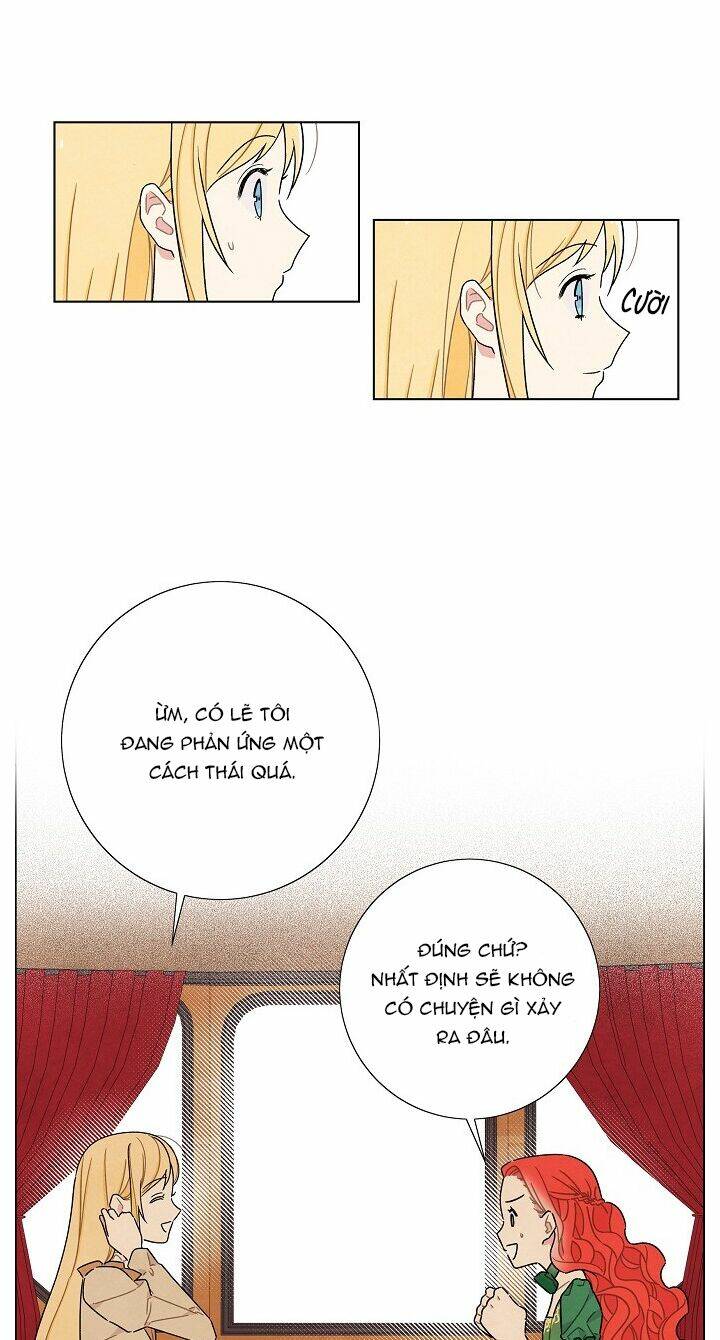 CƯỜI
ỪM, CÓ LẼ TÔI
ĐANG PHẢN ỨNG MỘT
CÁCH THÁI QUÁ.
ĐÚNG CHỨ?
NHẤT ĐỊNH SẼ KHÔNG
CÓ CHUYỆN GÌ XẢY
RA ĐÂU.